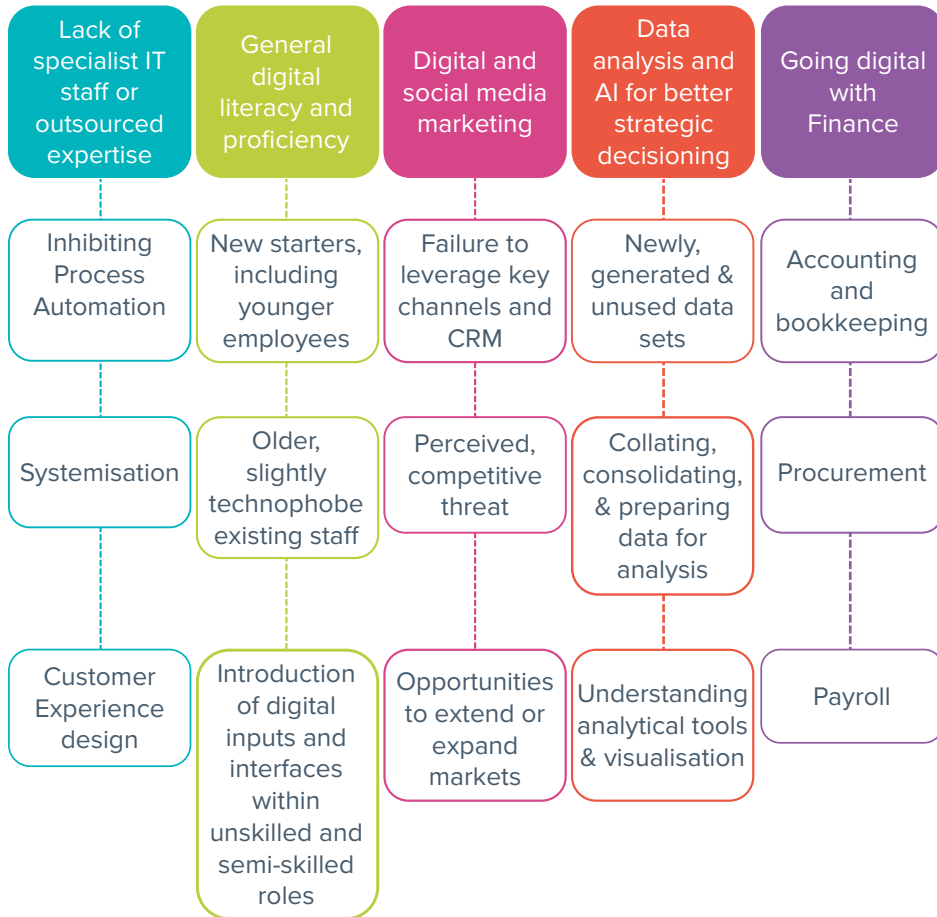 Lack of
specialist IT
staff or
outsourced
expertise
General
digital
literacy and
proficiency
Digital and
social media
marketing
Data
analysis and
AI for better
strategic
decisioning
Going digital
with
Finance
Inhibiting
Process
Automation
New starters,
including
younger
employees
Failure to
leverage key
channels and
CRM
Newly,
generated &
unused data
sets
Accounting
and
bookkeeping
Systemisation
Older,
slightly
technophobe
existing staff
Perceived,
competitive
threat
Collating,
consolidating,
& preparing
data for
analysis
Procurement
Customer
Experience
design
Introduction
of digital
inputs and
interfaces
within
unskilled and
semi-skilled
roles
Opportunities
to extend or
expand
markets
Understanding
analytical tools
& visualisation
Payroll